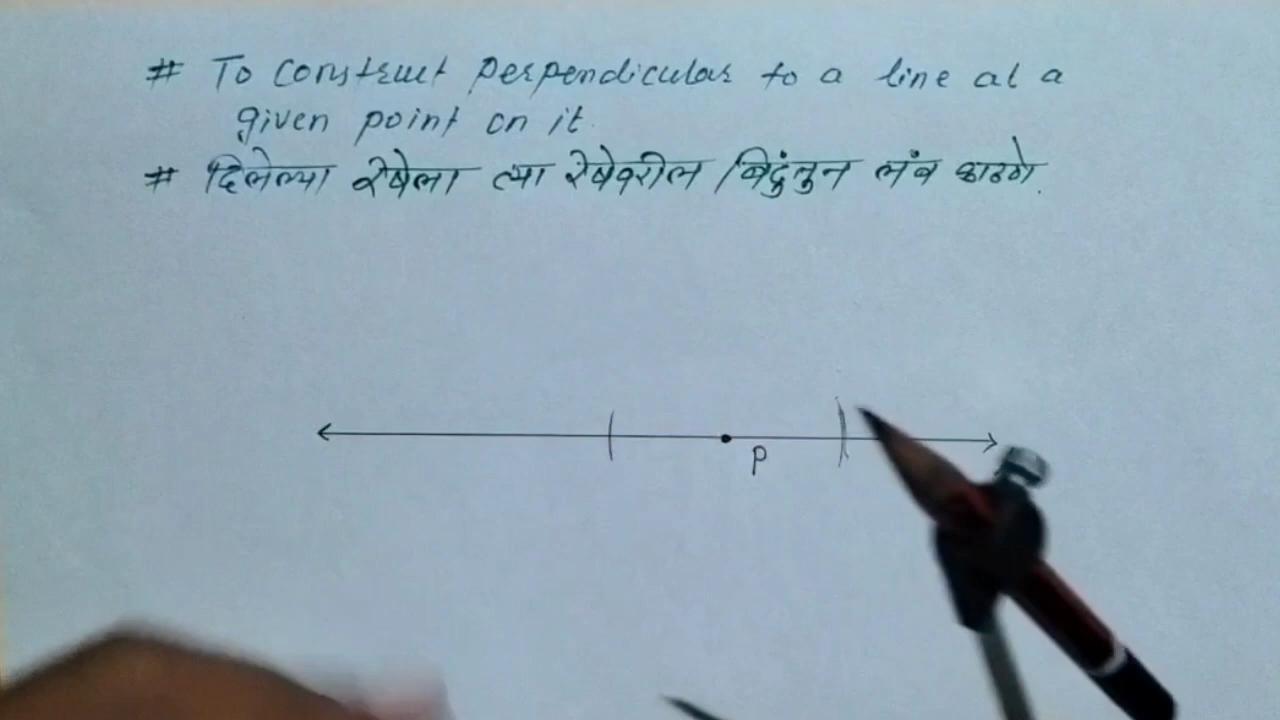 # To construct perpendicular to a line at a
given point on it.
# दिलेल्या रेषेला त्या रेषेवरील बिंदुंतुन लंब काढणे.
P